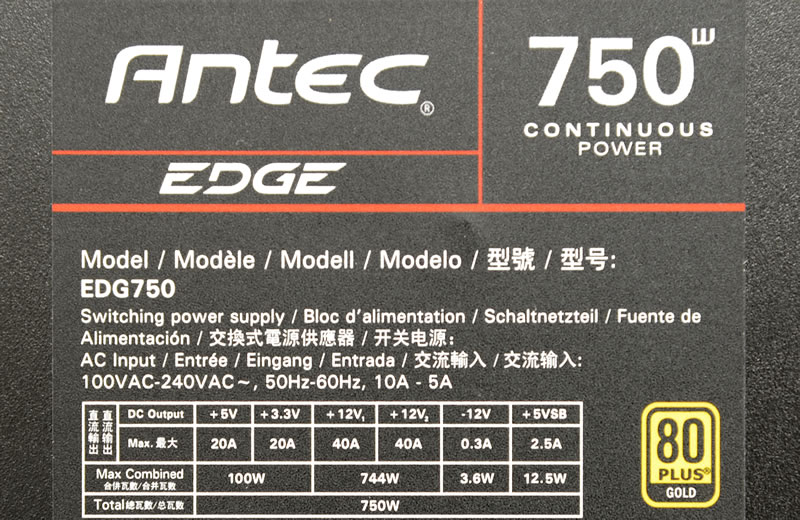 Antec®
750W
CONTINUOUS
POWER
EDGE
Model / Modèle / Modell / Modelo / 型號 / 型号:
EDG750
Switching power supply / Bloc d'alimentation / Schaltnetzteil / Fuente de
Alimentación / 交換式電源供應器 / 开关电源:
AC Input / Entrée / Eingang / Entrada / 交流輸入 / 交流输入:
100VAC-240VAC~, 50Hz-60Hz, 10A - 5A
直流輸出 直流输出 DC Output +5V +3.3V +12V₁ +12V₂ -12V +5VSB
Max. 最大 20A 20A 40A 40A 0.3A 2.5A
Max Combined 100W 744W 3.6W 12.5W
合併瓦數/合并瓦数
Total總瓦數/总瓦数 750W
80
PLUS®
GOLD